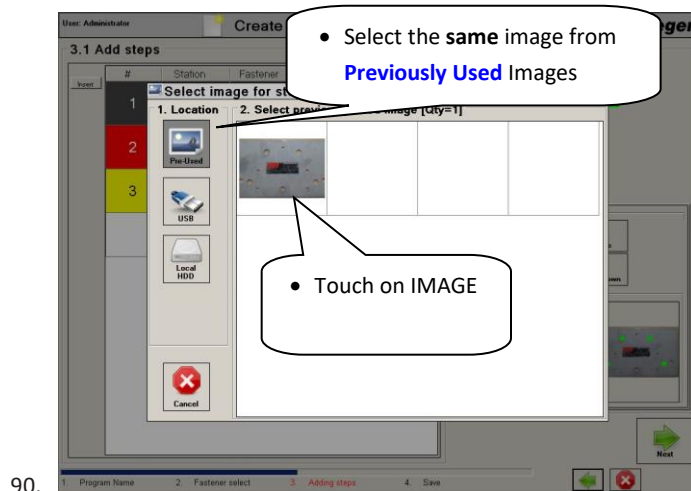 User: Administrator
Create
• Select the same image from
Previously Used Images
3.1 Add steps
# Station Fastener
Insert
1
2
3
Select image for st
1. Location
2. Select previ
image [Qty=1]
Pre-Used
USB
Local
HDD
Cancel
• Touch on IMAGE
Next
1. Program Name 2. Fastener select 3 Adding steps 4. Save
90.